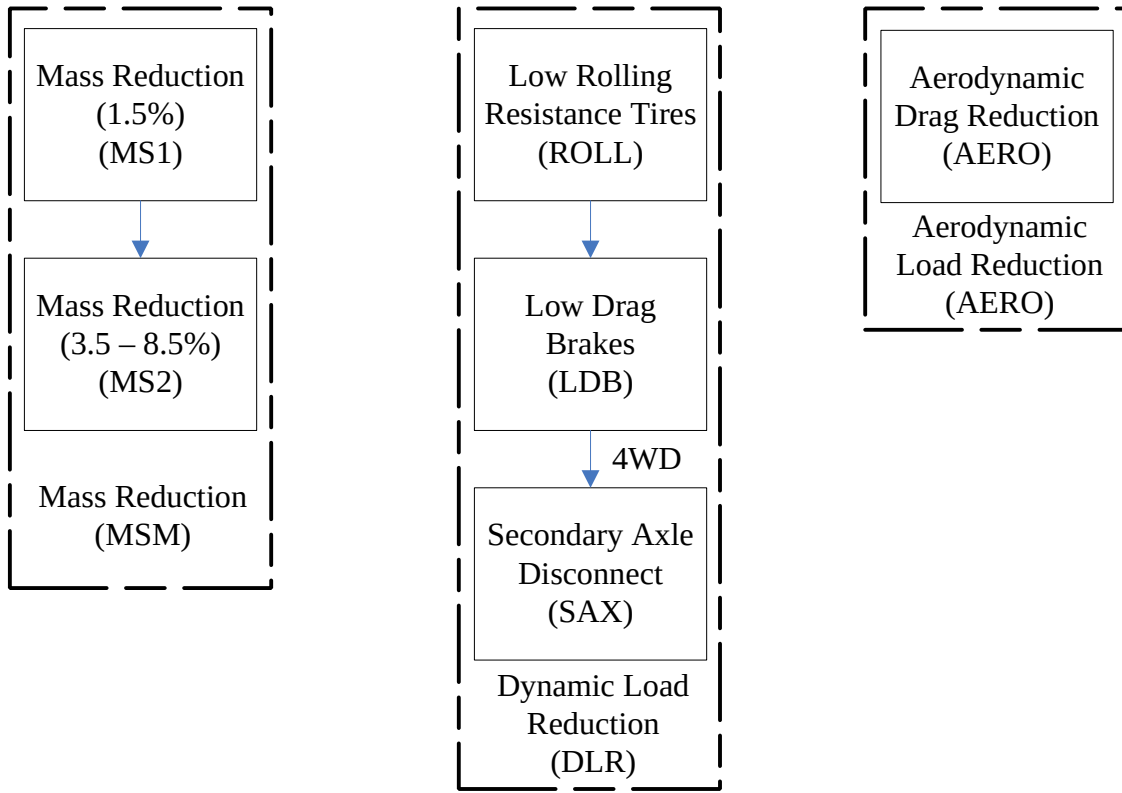 Mass Reduction
(1.5%)
(MS1)
Mass Reduction
(3.5 – 8.5%)
(MS2)
Mass Reduction
(MSM)
Low Rolling
Resistance Tires
(ROLL)
Low Drag
Brakes
(LDB)
4WD
Secondary Axle
Disconnect
(SAX)
Dynamic Load
Reduction
(DLR)
Aerodynamic
Drag Reduction
(AERO)
Aerodynamic
Load Reduction
(AERO)